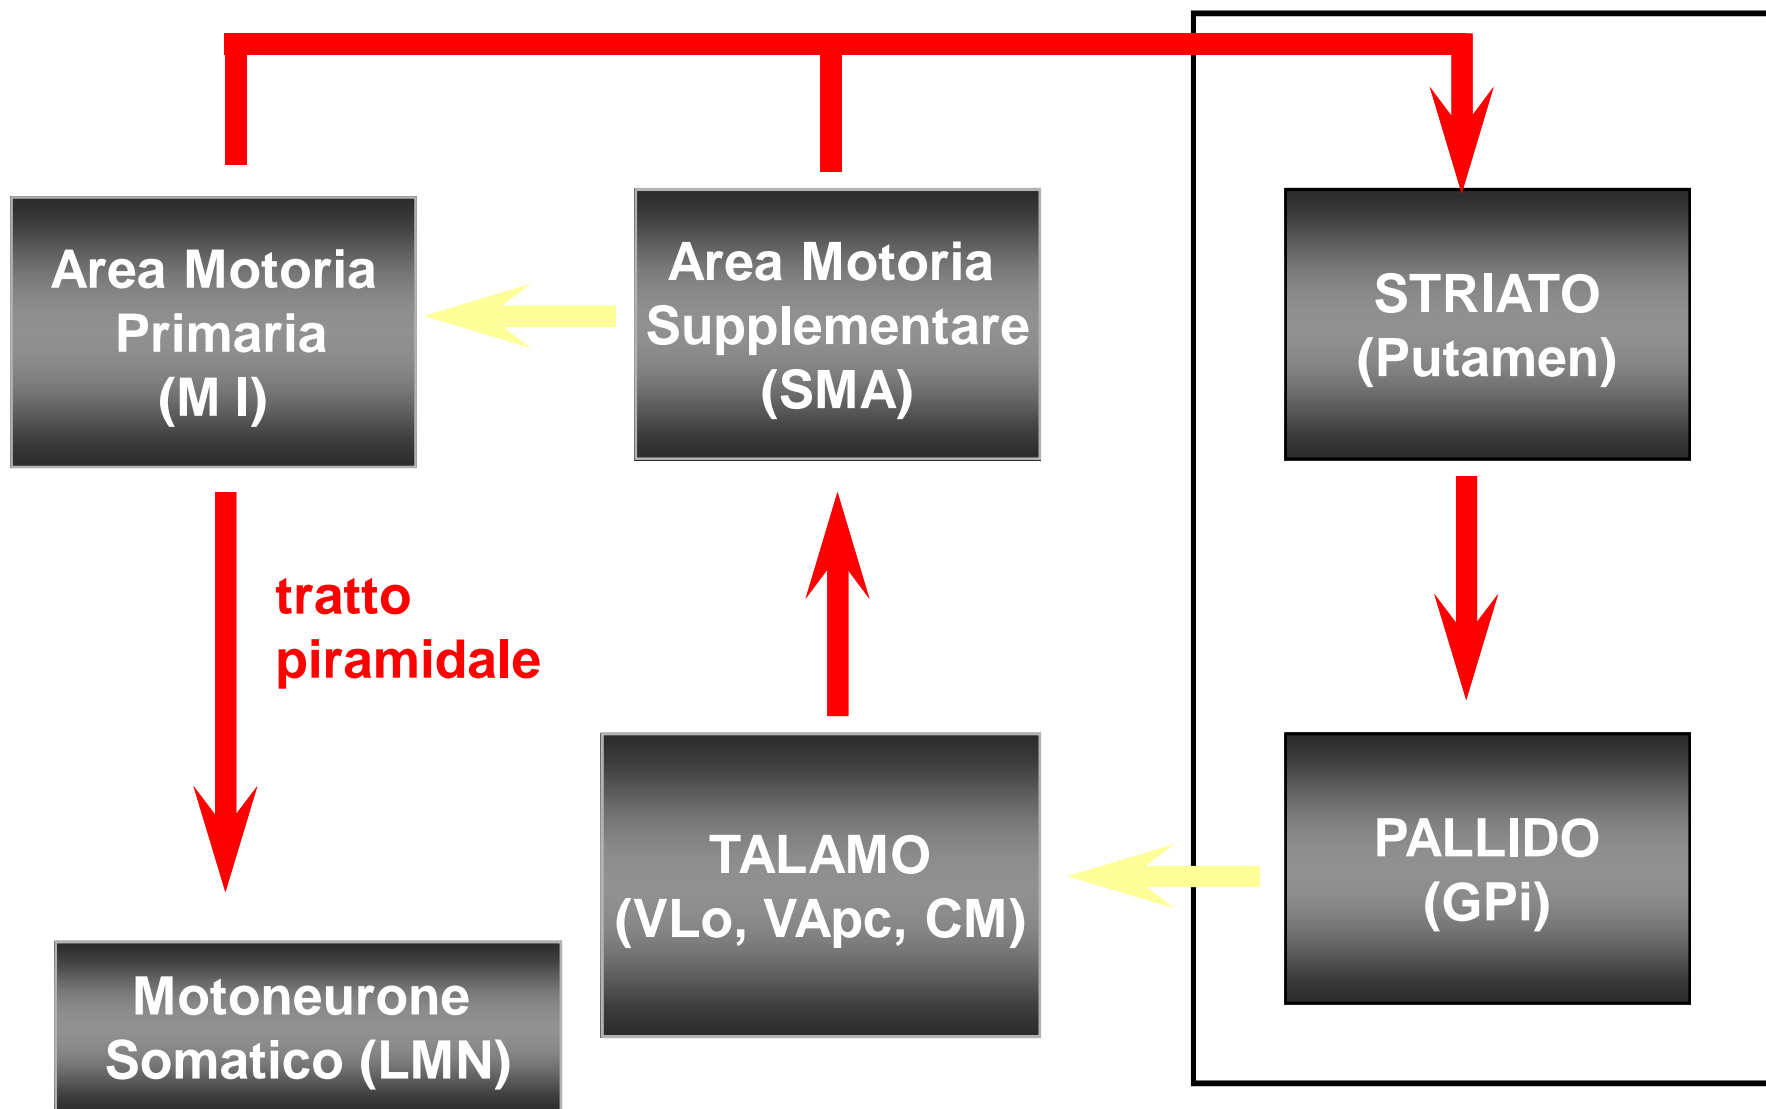 Area Motoria
Primaria
(M I)
Area Motoria
Supplementare
(SMA)
STRIATO
(Putamen)
tratto
piramidale
TALAMO
(VLo, VApc, CM)
PALLIDO
(GPi)
Motoneurone
Somatico (LMN)